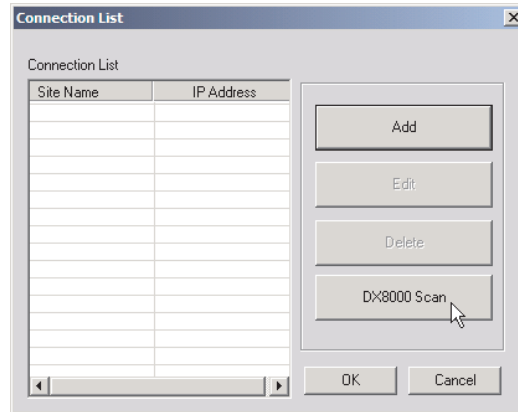 Connection List
Connection List
Site Name IP Address
Add
Edit
Delete
DX8000 Scan
OK Cancel